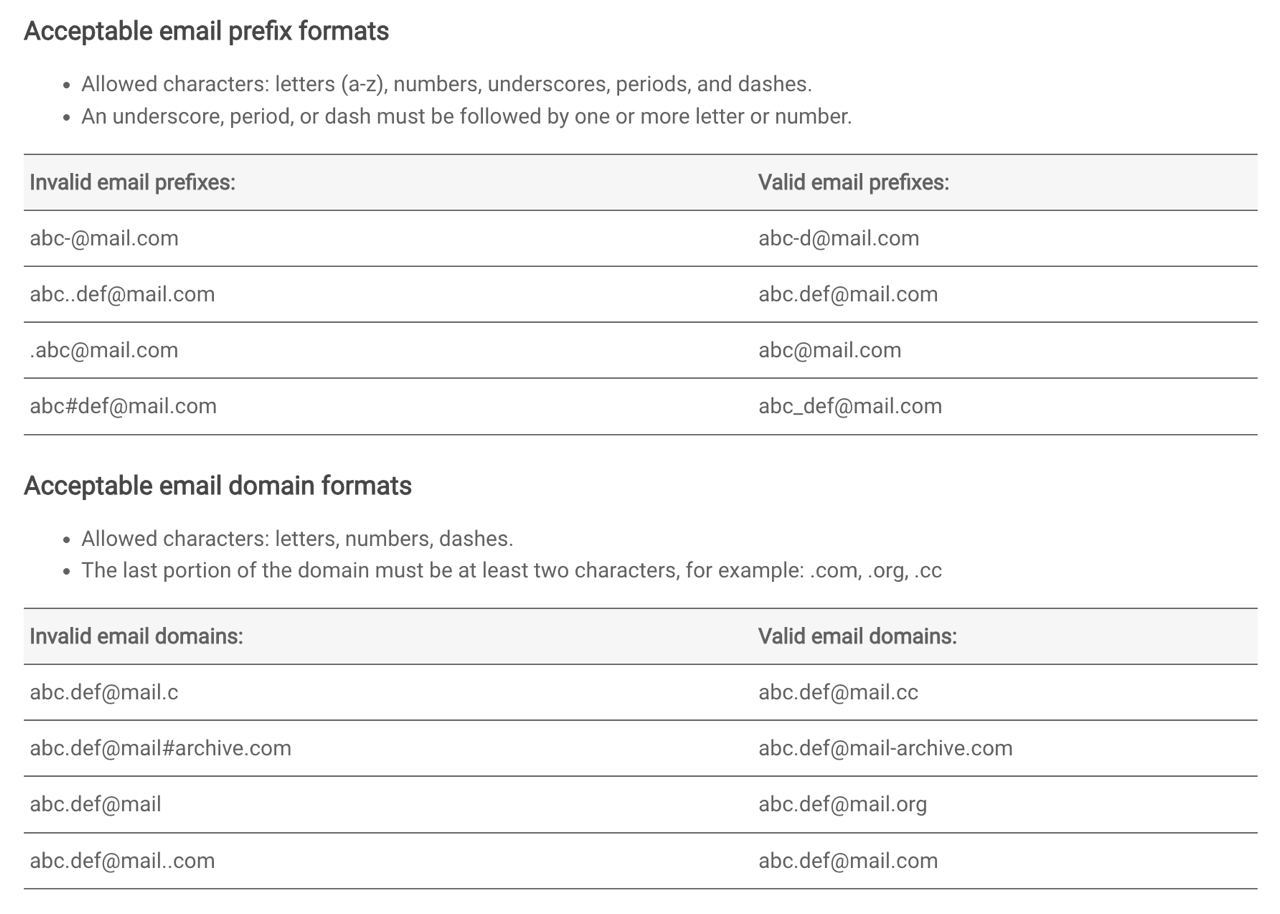 Acceptable email prefix formats
• Allowed characters: letters (a-z), numbers, underscores, periods, and dashes.
• An underscore, period, or dash must be followed by one or more letter or number.
Invalid email prefixes: Valid email prefixes:
abc-@mail.com abc-d@mail.com
abc..def@mail.com abc.def@mail.com
.abc@mail.com abc@mail.com
abc#def@mail.com abc_def@mail.com
Acceptable email domain formats
• Allowed characters: letters, numbers, dashes.
• The last portion of the domain must be at least two characters, for example: .com, .org, .cc
Invalid email domains: Valid email domains:
abc.def@mail.c abc.def@mail.cc
abc.def@mail#archive.com abc.def@mail-archive.com
abc.def@mail abc.def@mail.org
abc.def@mail..com abc.def@mail.com